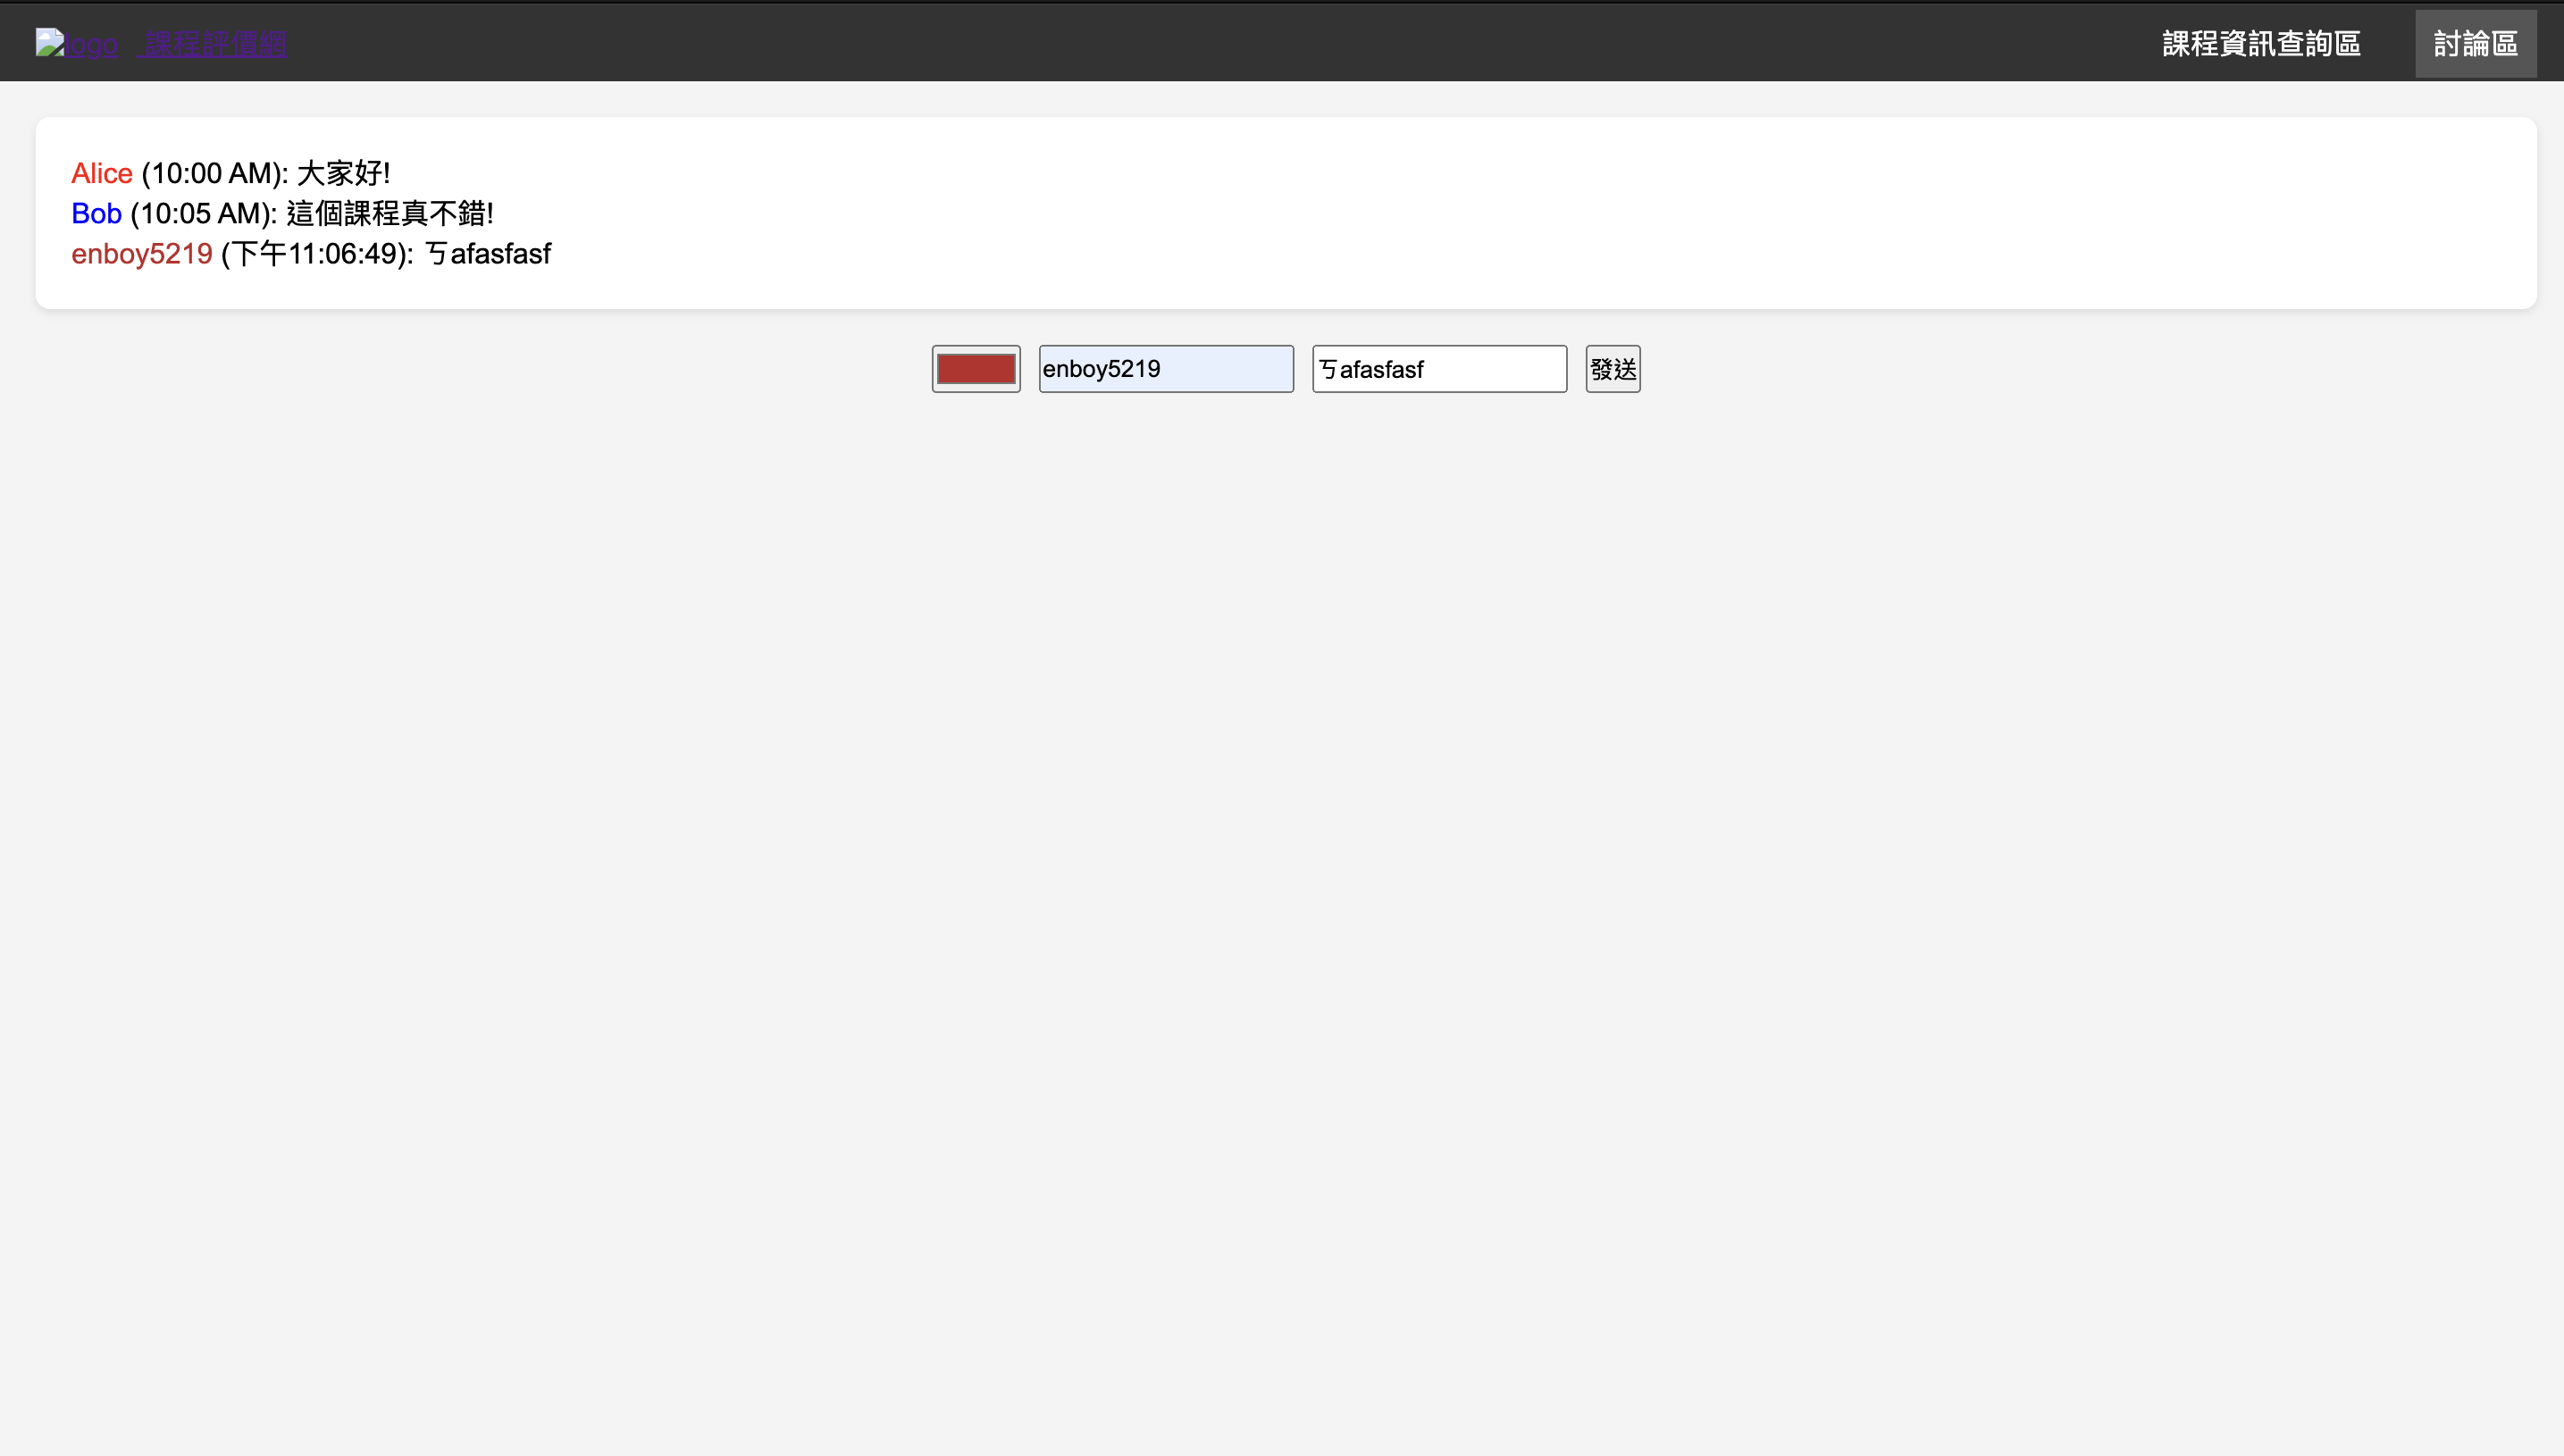 logo 課程評價網 課程資訊查詢區 討論區
Alice (10:00 AM): 大家好!
Bob (10:05 AM): 這個課程真不錯!
enboy5219 (下午11:06:49): ㄎafasfasf
enboy5219 ㄎafasfasf 發送